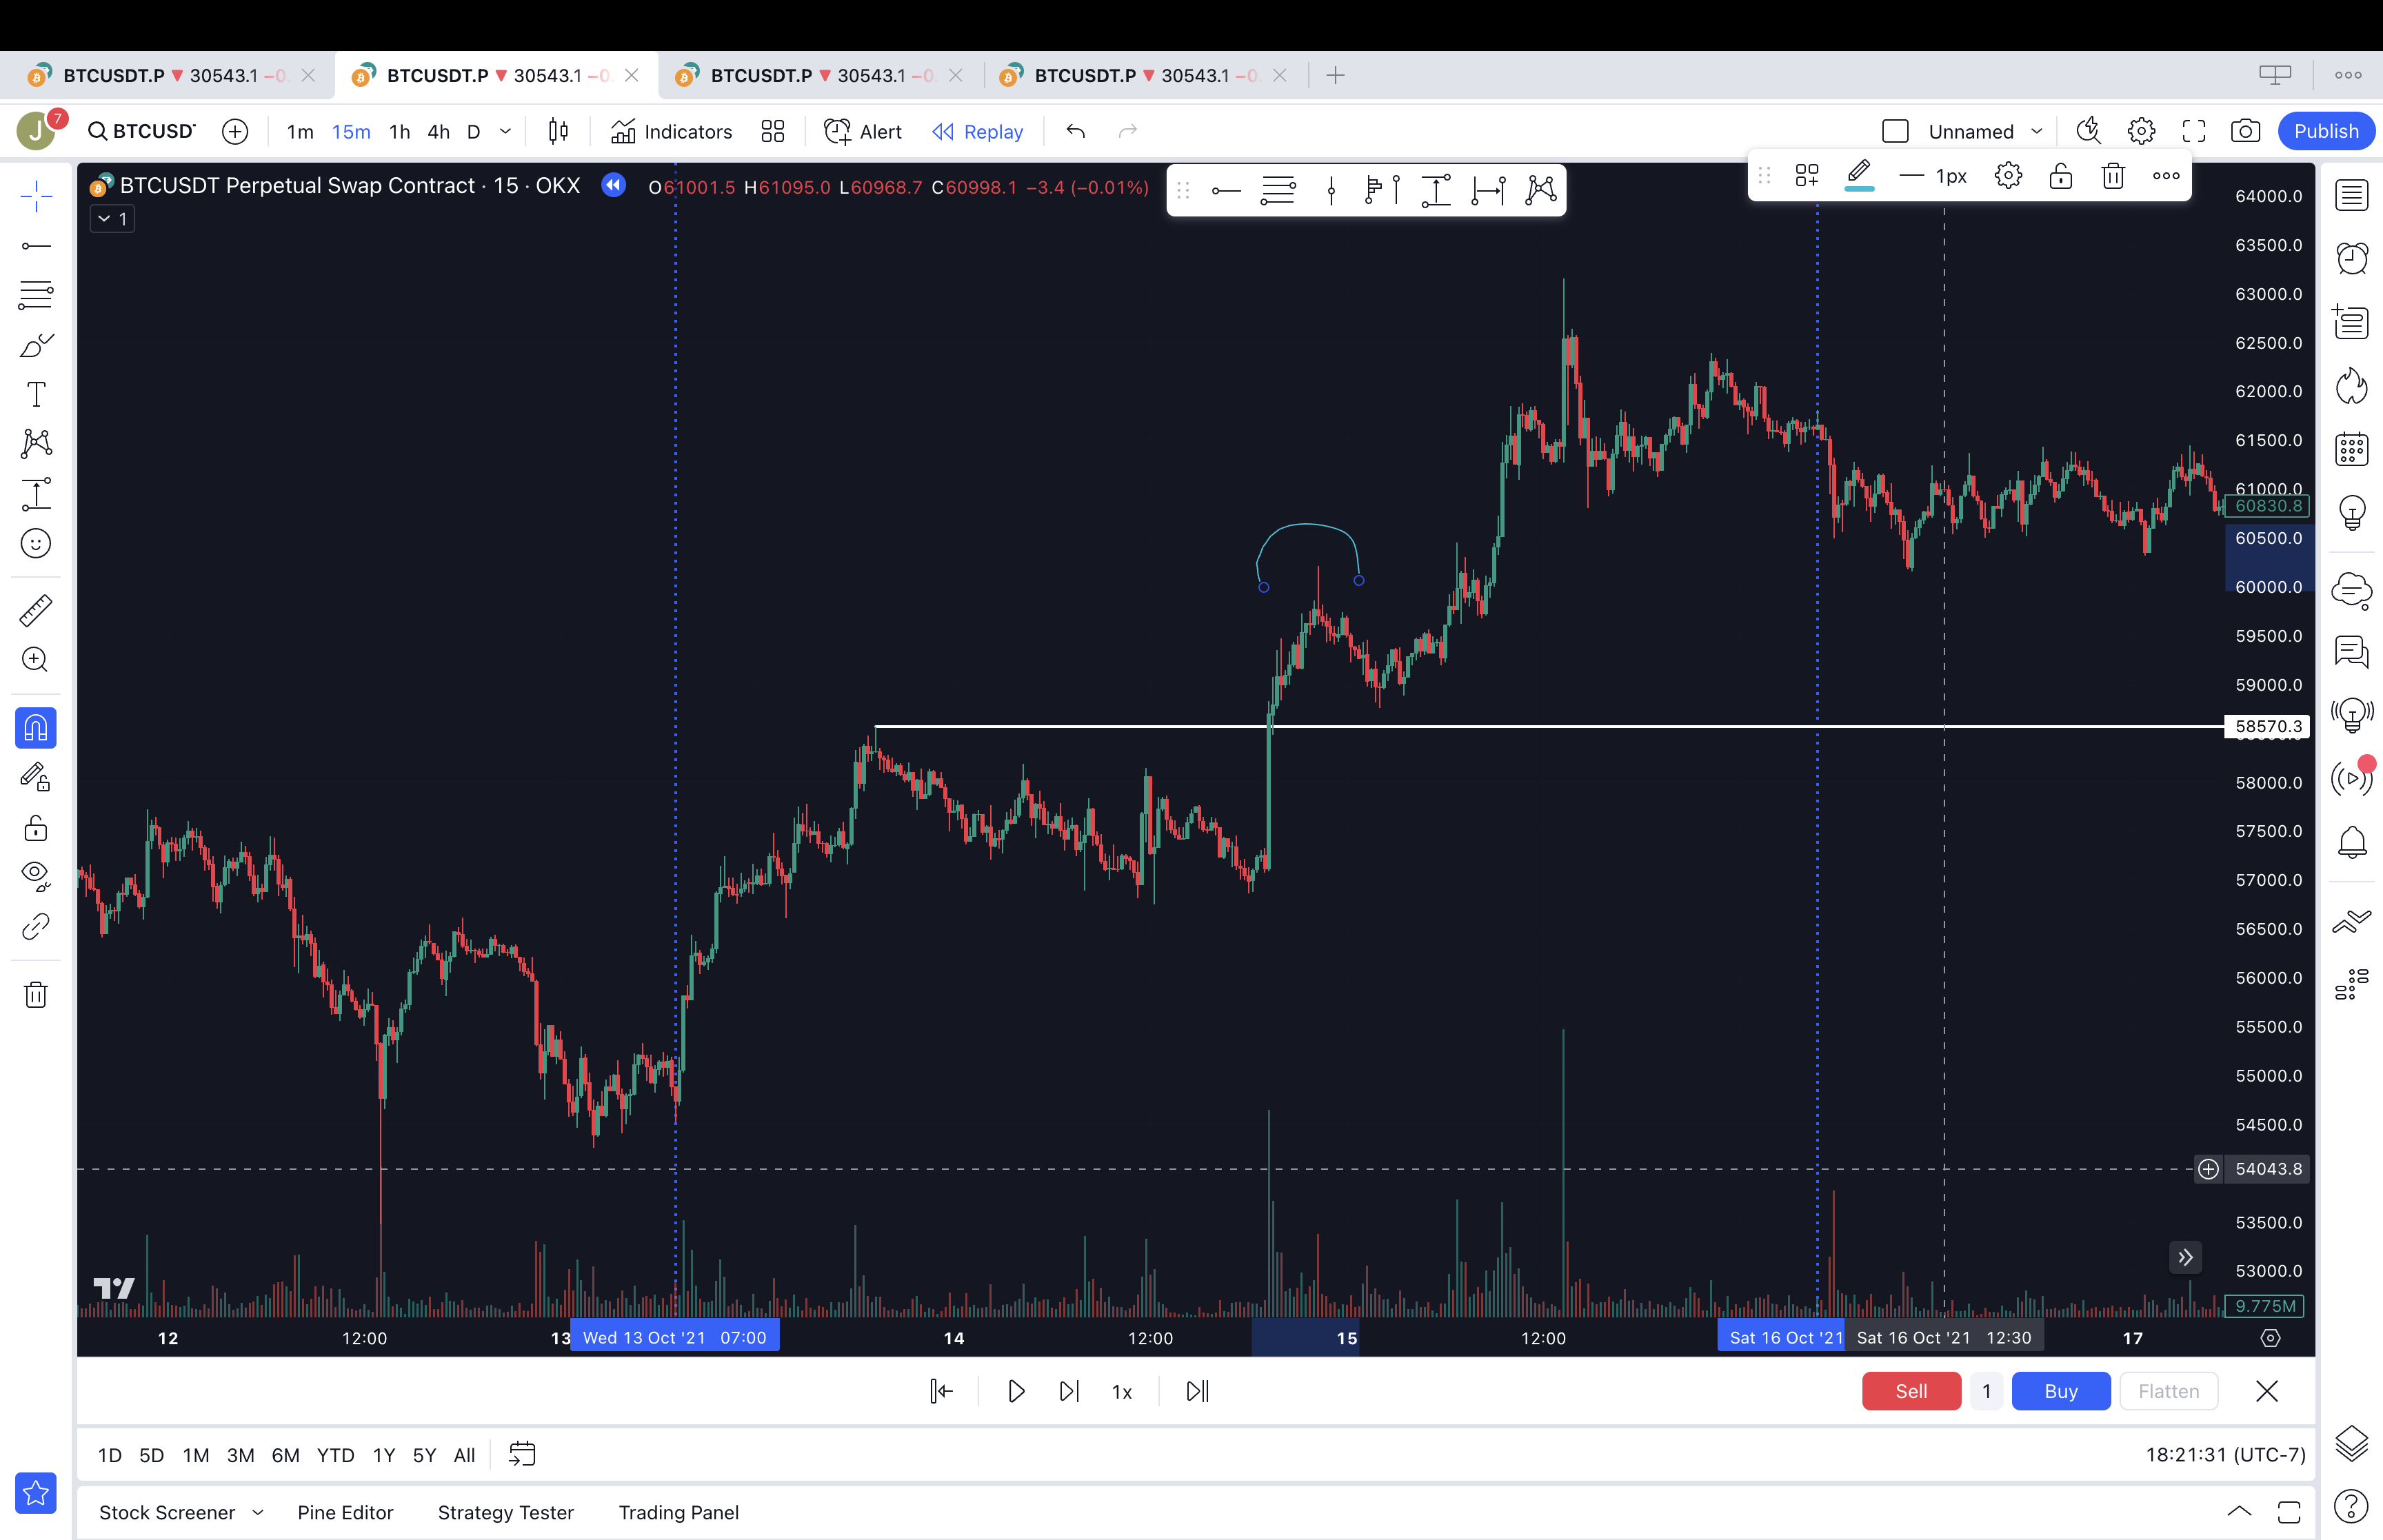 BTCUSDT.P ▼ 30543.1 −0. BTCUSDT.P ▼ 30543.1 −0. BTCUSDT.P ▼ 30543.1 −0. BTCUSDT.P ▼ 30543.1 −0.
J 7 BTCUSD 1m 15m 1h 4h D Indicators Alert Replay Unnamed Publish
BTCUSDT Perpetual Swap Contract · 15 · OKX O61001.5 H61095.0 L60968.7 C60998.1 −3.4 (−0.01%)
1px
1
64000.0
63500.0
63000.0
62500.0
62000.0
61500.0
61000.0
60830.8
60500.0
60000.0
59500.0
59000.0
58570.3
58000.0
57500.0
57000.0
56500.0
56000.0
55500.0
55000.0
54500.0
54043.8
53500.0
53000.0
9.775M
12 12:00 13 Wed 13 Oct '21 07:00 14 12:00 15 12:00 Sat 16 Oct '21 Sat 16 Oct '21 12:30 17
1x Sell 1 Buy Flatten
1D 5D 1M 3M 6M YTD 1Y 5Y All 18:21:31 (UTC-7)
Stock Screener Pine Editor Strategy Tester Trading Panel